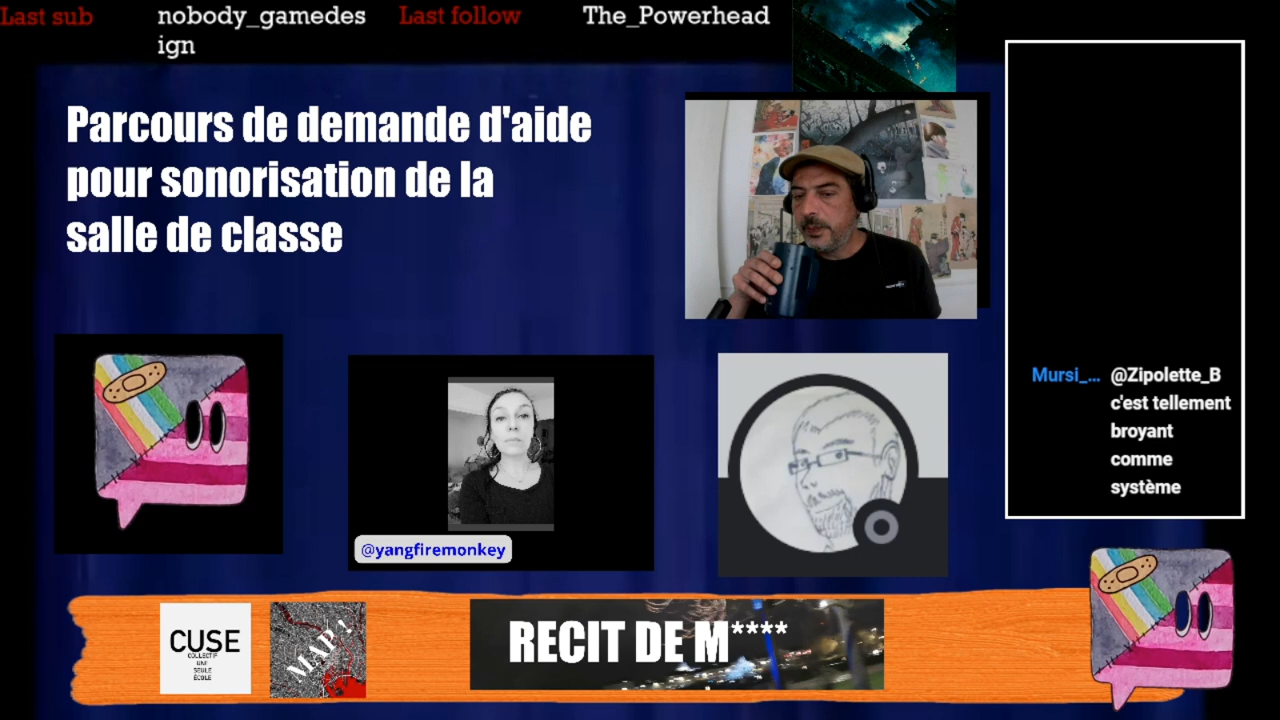 Last sub
nobody_gamedes
ign
Last follow
The_Powerhead
Parcours de demande d'aide
pour sonorisation de la
salle de classe
Mursi_... @Zipolette_B
c'est tellement
broyant
comme
système
@yangfiremonkey
CUSE
COLLECTIF
UNE
SEULE
ÉCOLE
MAP !
RECIT DE M****